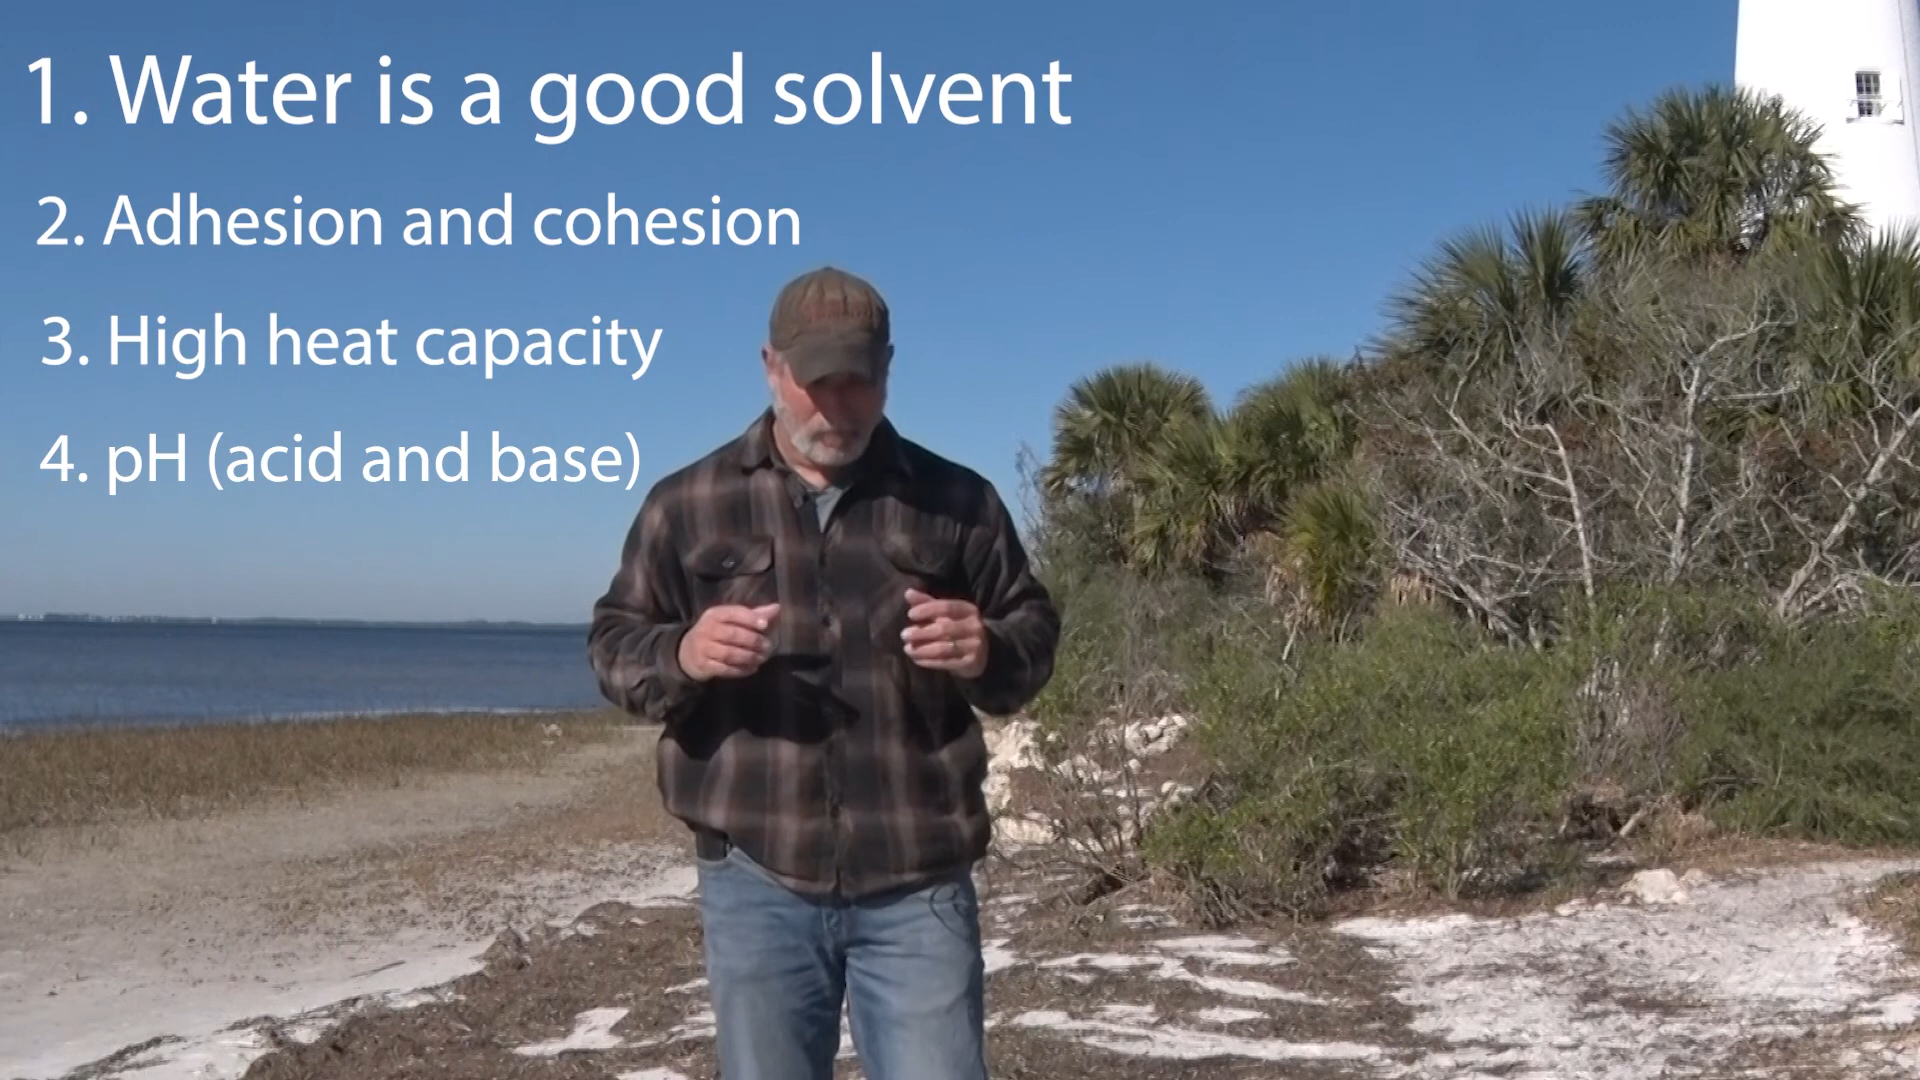 1. Water is a good solvent
2. Adhesion and cohesion
3. High heat capacity
4. pH (acid and base)